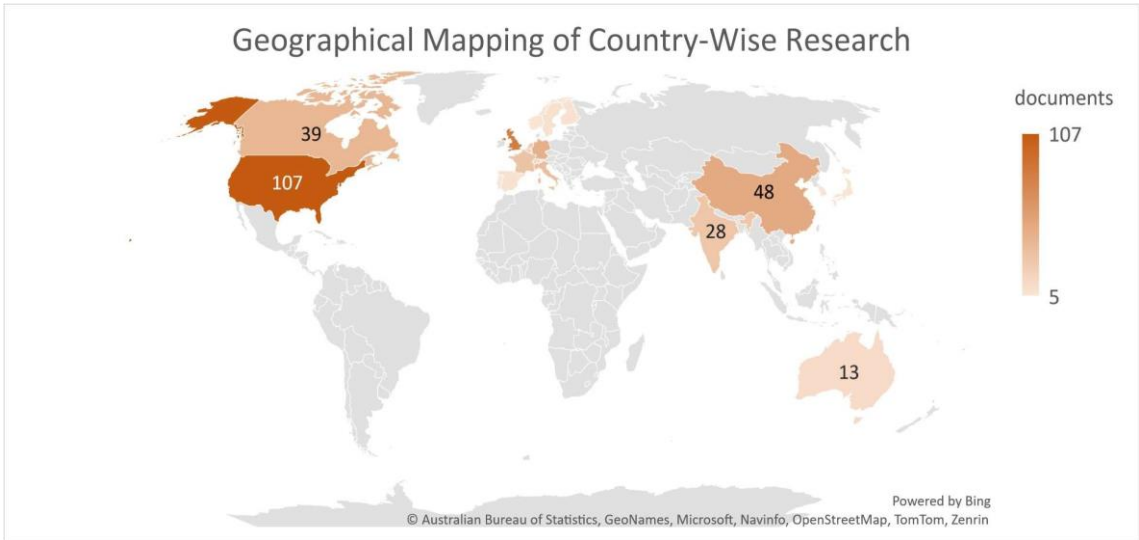 Geographical Mapping of Country-Wise Research
documents
107
5
39
107
48
28
13
Powered by Bing
© Australian Bureau of Statistics, GeoNames, Microsoft, Navinfo, OpenStreetMap, TomTom, Zenrin